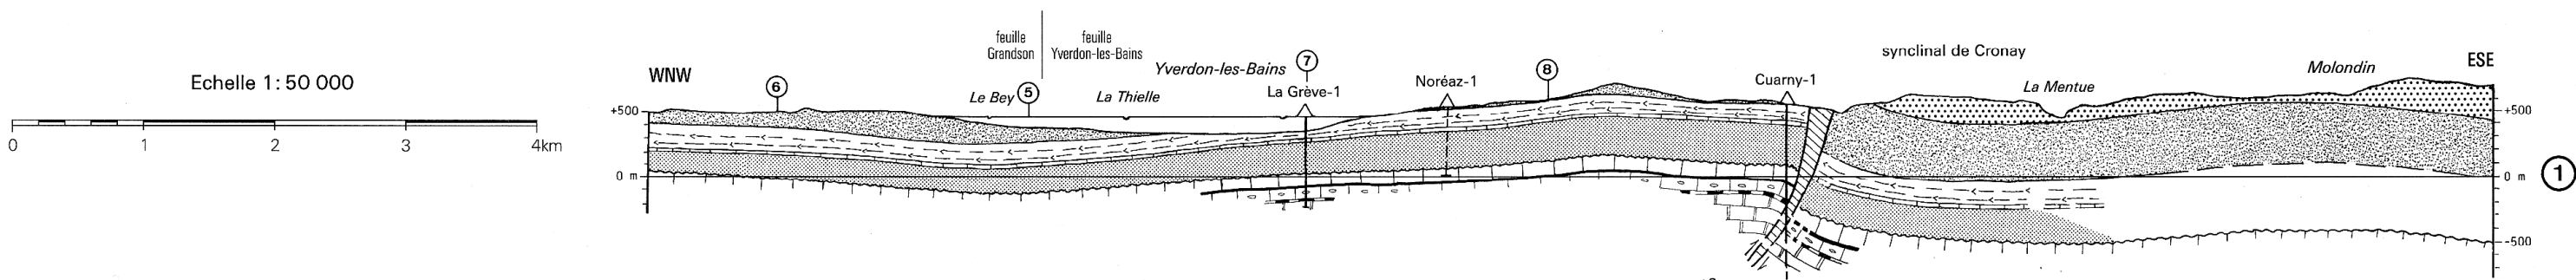 Echelle 1:50 000
0 1 2 3 4km
feuille Grandson
feuille Yverdon-les-Bains
WNW
ESE
6
Le Bey 5
La Thielle
Yverdon-les-Bains 7
La Grève-1
Noréaz-1
8
Cuarny-1
synclinal de Cronay
La Mentue
Molondin
+500
0 m
+500
0 m
-500
1